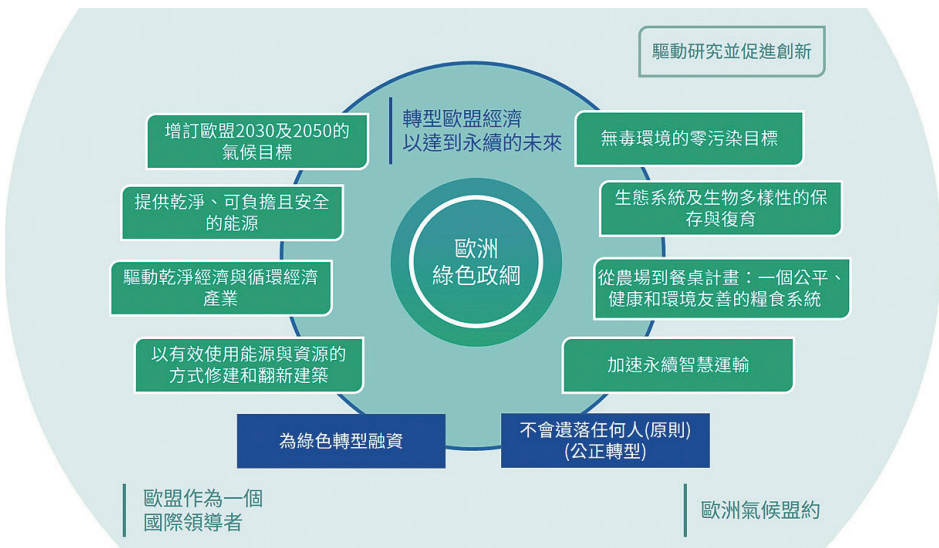 驅動研究並促進創新
轉型歐盟經濟
以達到永續的未來
增訂歐盟2030及2050的
氣候目標
提供乾淨、可負擔且安全
的能源
驅動乾淨經濟與循環經濟
產業
以有效使用能源與資源的
方式修建和翻新建築
歐洲
綠色政綱
無毒環境的零污染目標
生態系統及生物多樣性的保
存與復育
從農場到餐桌計畫：一個公平、
健康和環境友善的糧食系統
加速永續智慧運輸
為綠色轉型融資
不會遺落任何人(原則)
(公正轉型)
歐盟作為一個
國際領導者
歐洲氣候盟約